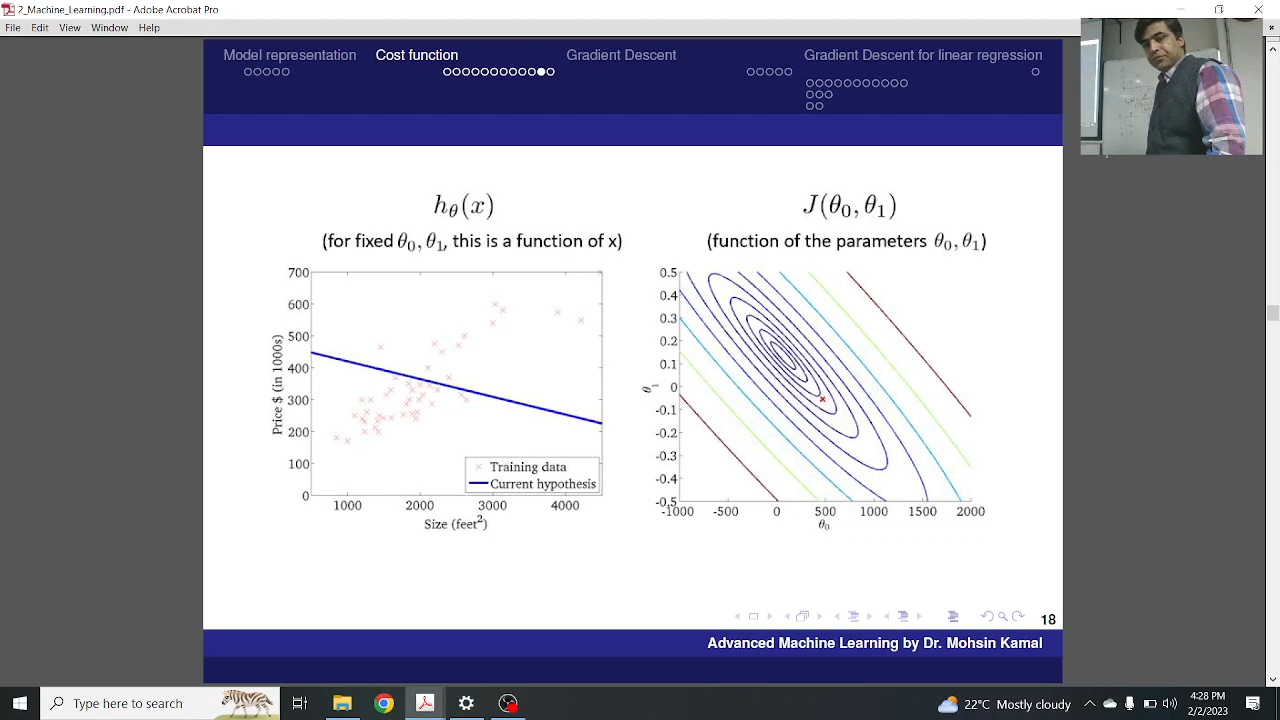 2_Machine_Learning.pdf - Adobe Acrobat Pro
File Edit View Window Help
Model representation Cost function Gradient Descent Gradient Descent for linear regression
hθ(x)
(for fixed θ0, θ1, this is a function of x)
700
600
500
400
300
200
100
0
Price $ (in 1000s)
Training data
Current hypothesis
1000 2000 3000 4000
Size (feet²)
J(θ0, θ1)
(function of the parameters θ0, θ1)
0.5
0.4
0.3
0.2
0.1
0
-0.1
-0.2
-0.3
-0.4
-0.5
θ1
-1000 -500 0 500 1000 1500 2000
θ0
18
Advanced Machine Learning by Dr. Mohsin Kamal
Type here to search
22°C Mostly cloudy
4:28 PM
2/2/2023